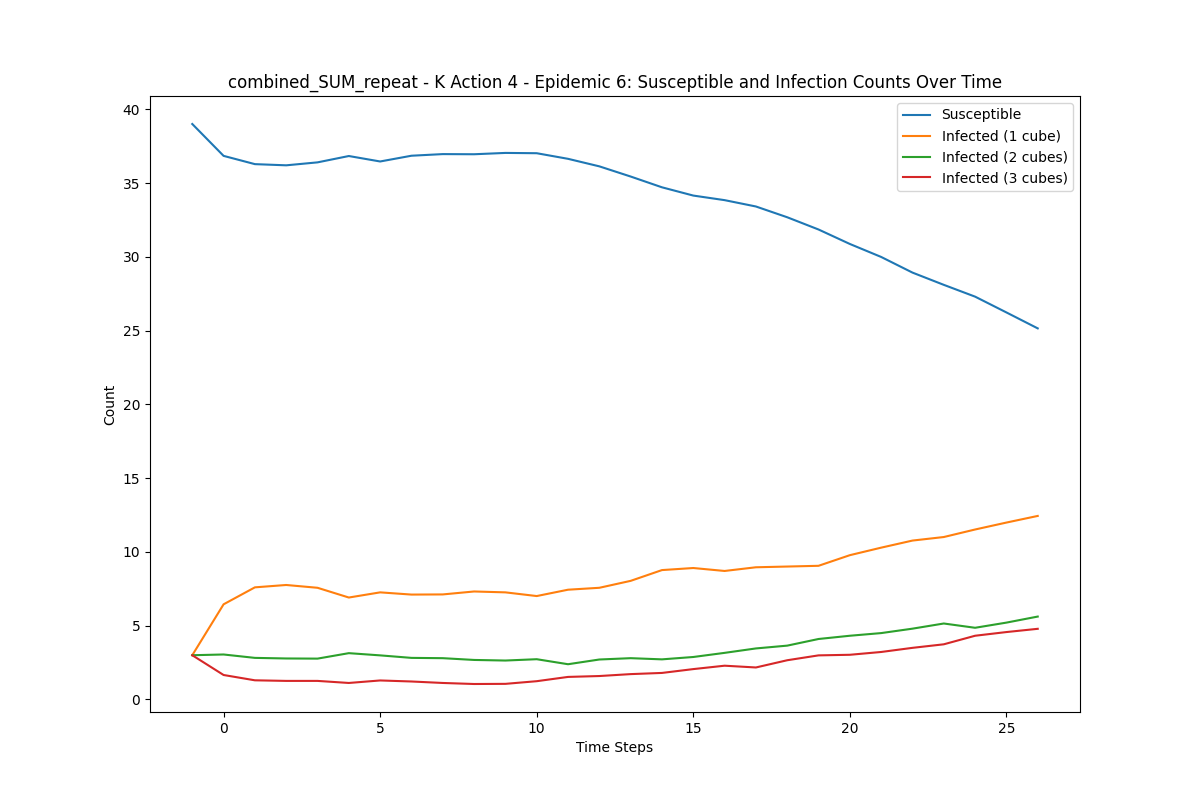 combined_SUM_repeat - K Action 4 - Epidemic 6: Susceptible and Infection Counts Over Time
40
35
30
25
20
15
10
5
0
Count
Susceptible
Infected (1 cube)
Infected (2 cubes)
Infected (3 cubes)
0 5 10 15 20 25
Time Steps